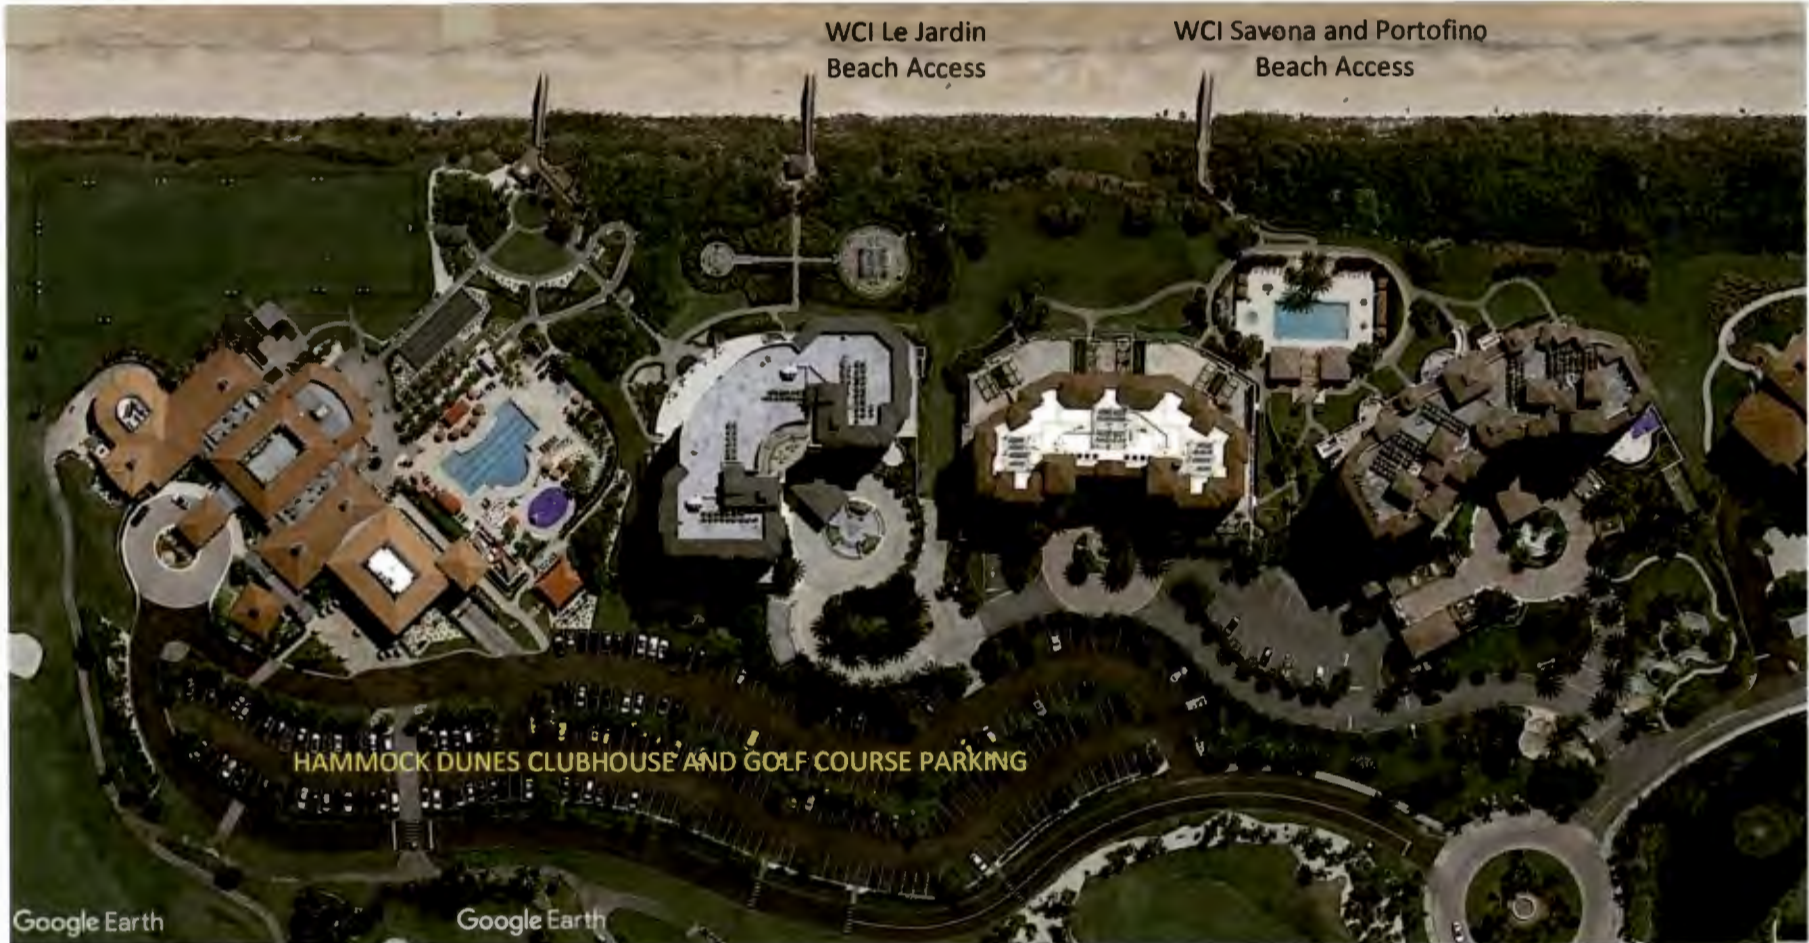 WCI Le Jardin
Beach Access
WCI Savona and Portofino
Beach Access
HAMMOCK DUNES CLUBHOUSE AND GOLF COURSE PARKING
Google Earth
Google Earth